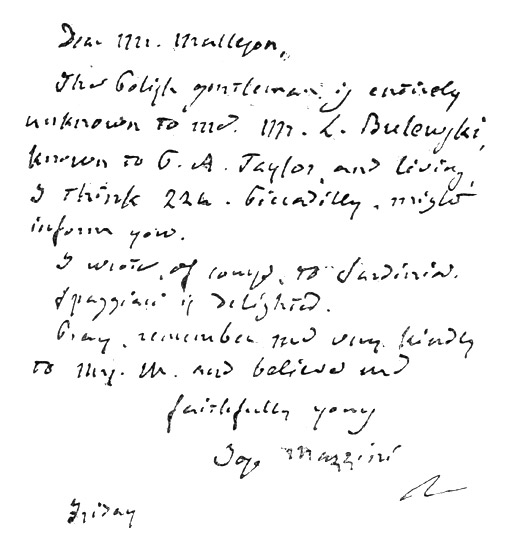 Dear Mr. Malleson,
The Polish gentleman is entirely
unknown to me. Mr. L. Bulewski,
known to P. A. Taylor, and living,
I think 22a. Piccadilly, might
inform you.
I wrote, of course, to Sardinia.
Spaggiari is delighted.
Pray, remember me very kindly
to Mrs. M. and believe me
faithfully yours
Jos. Mazzini
Friday